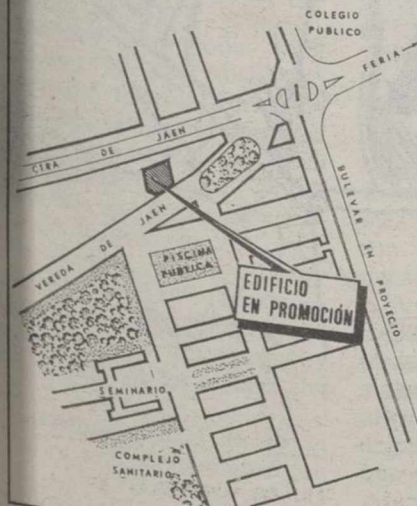 COLEGIO
PUBLICO
FERIA
CTRA DE JAEN
VEREDA DE JAEN
BULEVAR EN PROYECTO
PISCINA
PUBLICA
EDIFICIO
EN PROMOCIÓN
SEMINARIO
COMPLEJO
SANITARIO